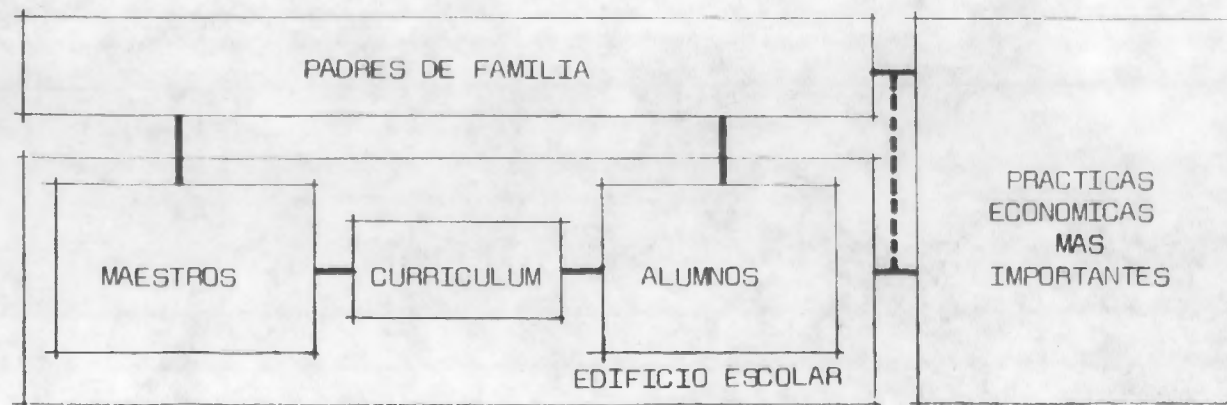 PADRES DE FAMILIA
MAESTROS
CURRICULUM
ALUMNOS
EDIFICIO ESCOLAR
PRACTICAS
ECONOMICAS
MAS
IMPORTANTES